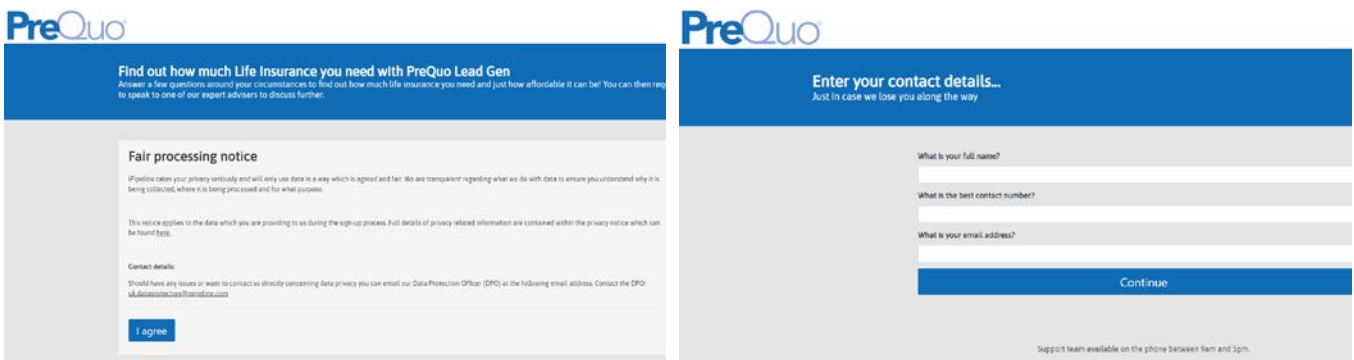 PreQuo
Find out how much Life Insurance you need with PreQuo Lead Gen
Answer a few questions around your circumstances to find out how much life insurance you need and just how affordable it can be! You can then req
to speak to one of our expert advisers to discuss further.
Fair processing notice
iPipeline takes your privacy seriously and will only use data in a way which is agreed and fair. We are transparent regarding what we do with data to ensure you understand why it is
being collected, where it is being processed and for what purpose.
This notice applies to the data which you are providing to us during the sign-up process. Full details of privacy related information are contained within the privacy notice which can
be found here.
Contact details:
Should have any issues or want to contact us directly concerning data privacy you can email our Data Protection Officer (DPO) at the following email address. Contact the DPO:
I agree
PreQuo
Enter your contact details...
Just in case we lose you along the way
What is your full name?
What is the best contact number?
What is your email address?
Continue
Support team available on the phone between 9am and 5pm.